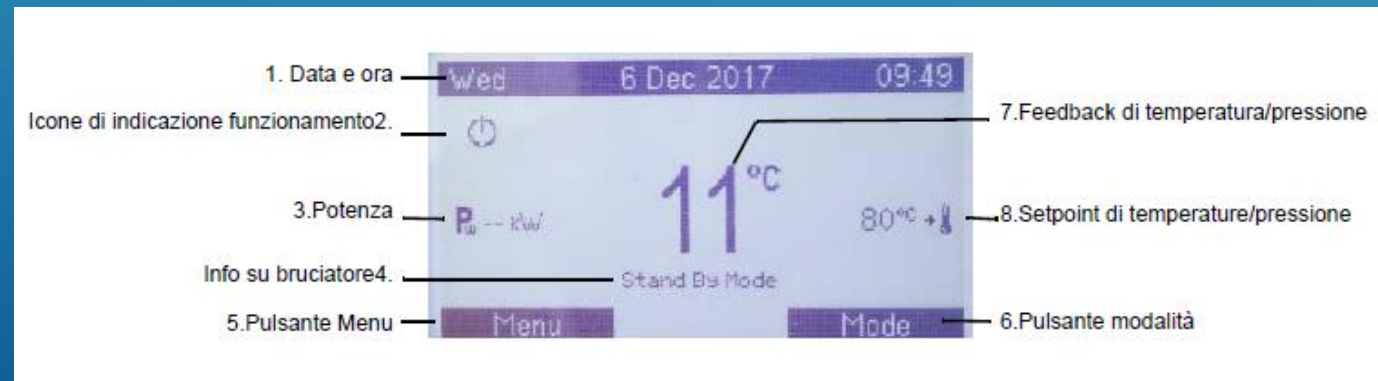 1. Data e ora
Wed 6 Dec 2017 09:49
Icone di indicazione funzionamento2.
7.Feedback di temperatura/pressione
11°C
3.Potenza
Pw -- kW
80°C
8.Setpoint di temperature/pressione
Info su bruciatore4.
Stand By Mode
5.Pulsante Menu
Menu
Mode
6.Pulsante modalità